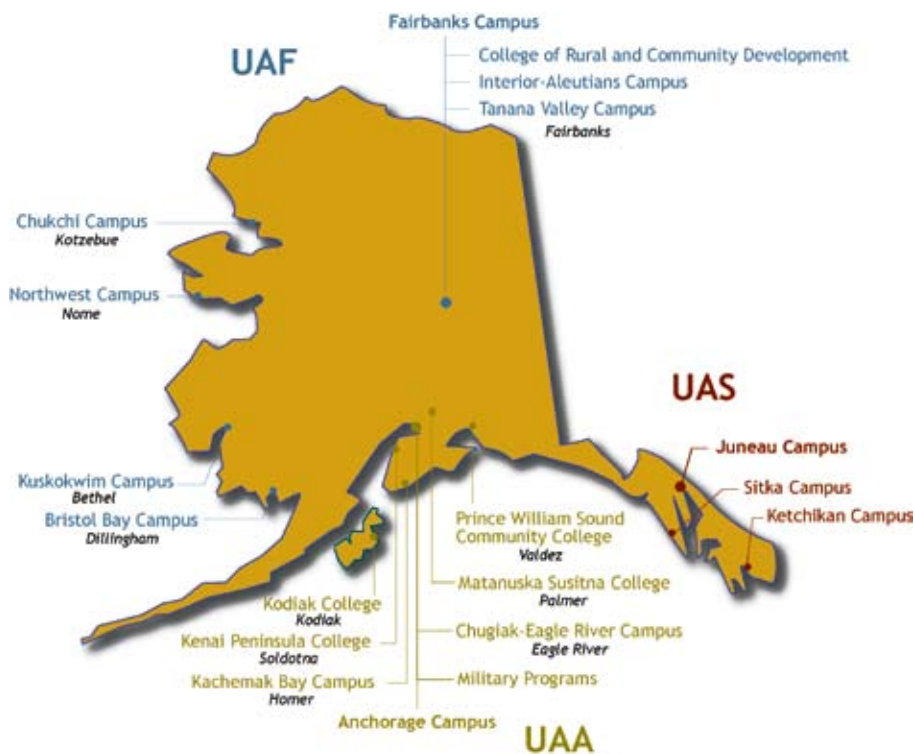 Fairbanks Campus
UAF
College of Rural and Community Development
Interior-Aleutians Campus
Tanana Valley Campus
Fairbanks
Chukchi Campus
Kotzebue
Northwest Campus
Nome
UAS
Juneau Campus
Sitka Campus
Ketchikan Campus
Kuskokwim Campus
Bethel
Bristol Bay Campus
Dillingham
Prince William Sound
Community College
Valdez
Matanuska Susitna College
Palmer
Kodiak College
Kodiak
Chugiak-Eagle River Campus
Eagle River
Kenai Peninsula College
Soldotna
Military Programs
Kachemak Bay Campus
Homer
Anchorage Campus
UAA